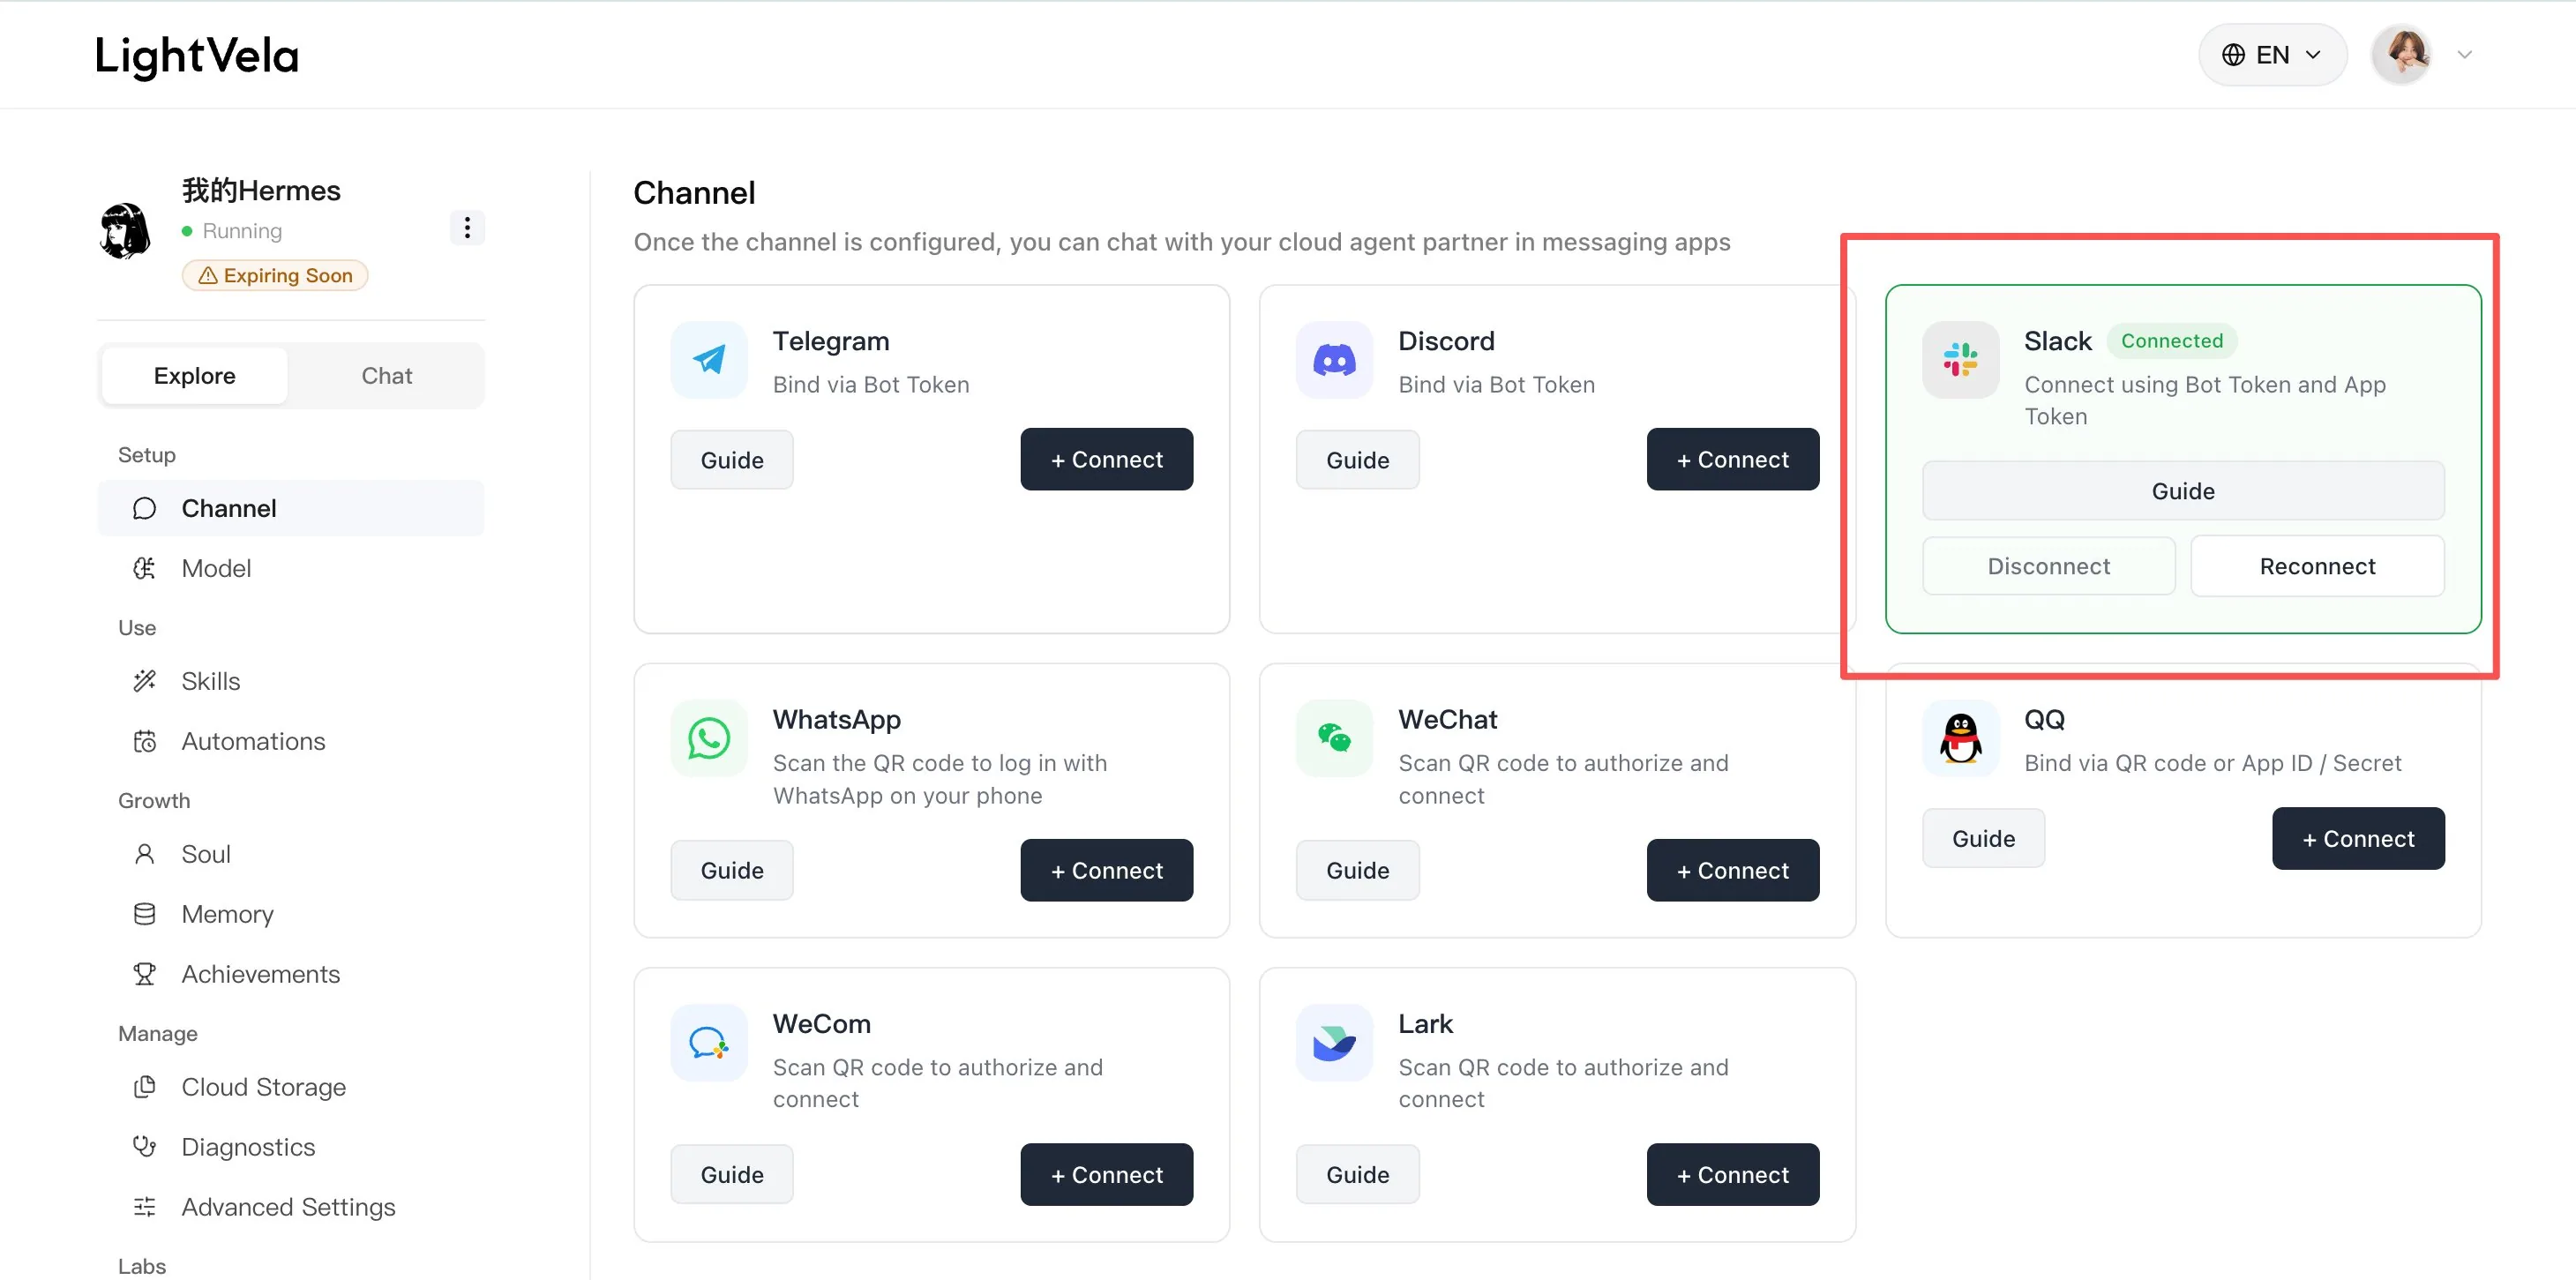 LightVela
EN
我的Hermes
Running
Expiring Soon
Explore
Chat
Setup
Channel
Model
Use
Skills
Automations
Growth
Soul
Memory
Achievements
Manage
Cloud Storage
Diagnostics
Advanced Settings
Labs
Channel
Once the channel is configured, you can chat with your cloud agent partner in messaging apps
Telegram
Bind via Bot Token
Guide
+ Connect
Discord
Bind via Bot Token
Guide
+ Connect
Slack
Connected
Connect using Bot Token and App
Token
Guide
Disconnect
Reconnect
WhatsApp
Scan the QR code to log in with
WhatsApp on your phone
Guide
+ Connect
WeChat
Scan QR code to authorize and
connect
Guide
+ Connect
QQ
Bind via QR code or App ID / Secret
Guide
+ Connect
WeCom
Scan QR code to authorize and
connect
Guide
+ Connect
Lark
Scan QR code to authorize and
connect
Guide
+ Connect